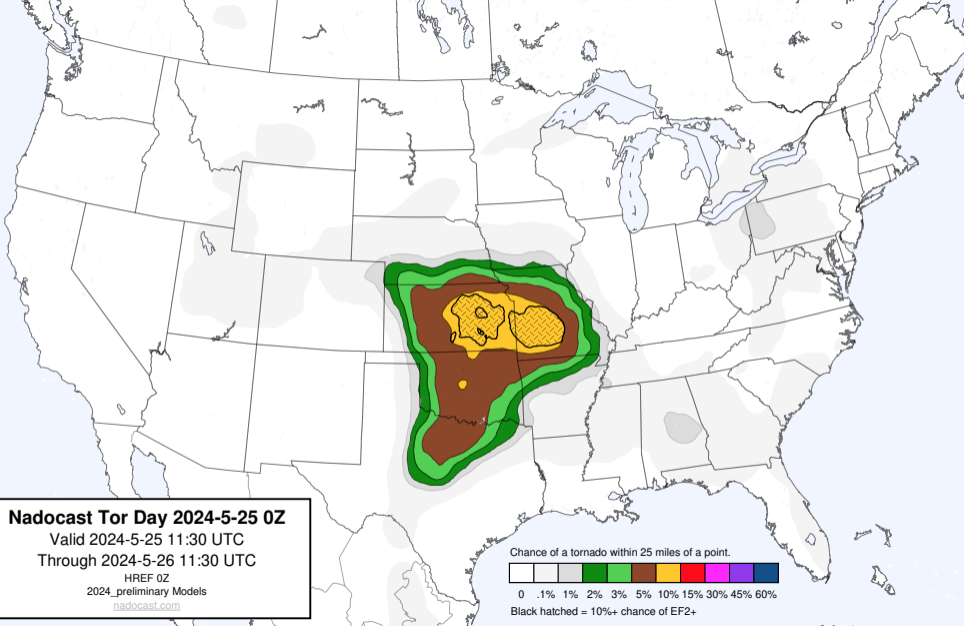 Nadocast Tor Day 2024-5-25 0Z
Valid 2024-5-25 11:30 UTC
Through 2024-5-26 11:30 UTC
HREF 0Z
2024_preliminary Models
nadocast.com
Chance of a tornado within 25 miles of a point.
0 .1% 1% 2% 3% 5% 10% 15% 30% 45% 60%
Black hatched = 10%+ chance of EF2+